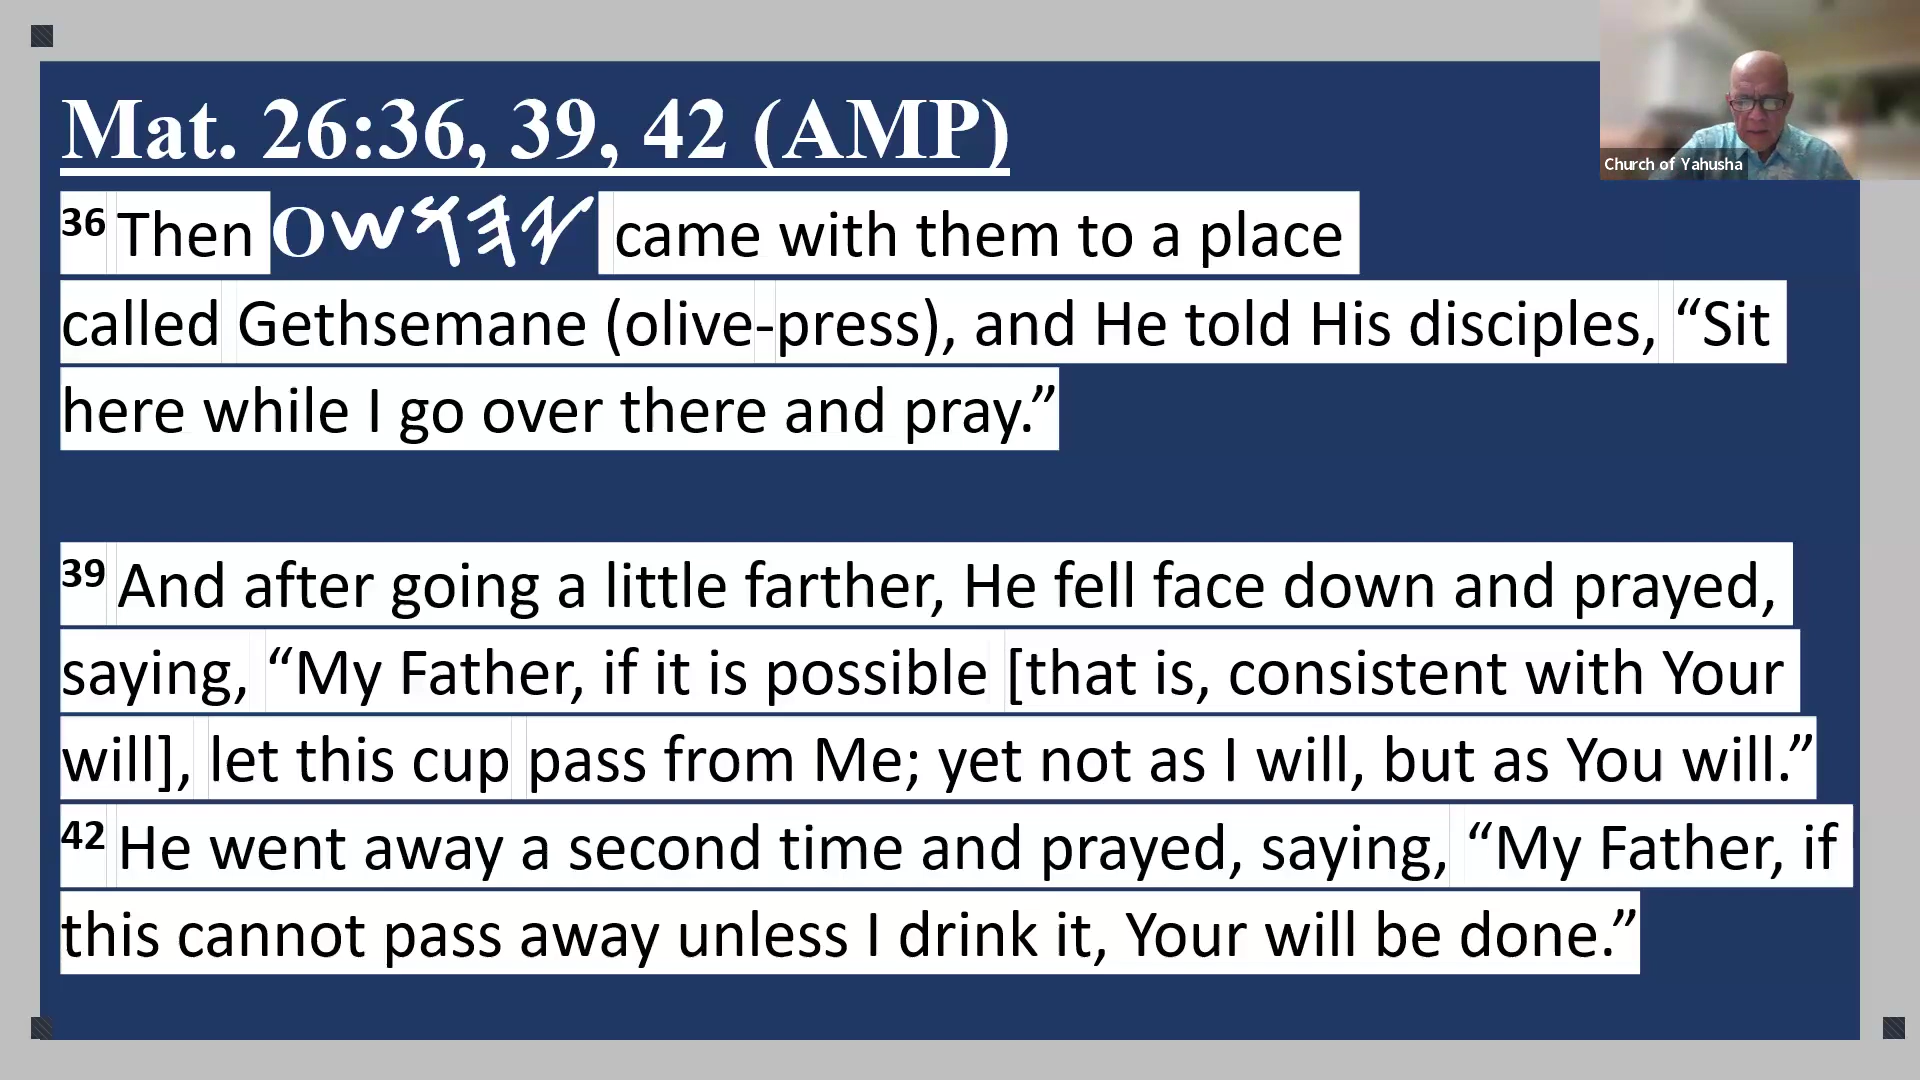 Mat. 26:36, 39, 42 (AMP)
Church of Yahusha
36 Then 𐤉𐤄𐤅𐤔𐤏 came with them to a place
called Gethsemane (olive-press), and He told His disciples, “Sit
here while I go over there and pray.”
39 And after going a little farther, He fell face down and prayed,
saying, “My Father, if it is possible [that is, consistent with Your
will], let this cup pass from Me; yet not as I will, but as You will.”
42 He went away a second time and prayed, saying, “My Father, if
this cannot pass away unless I drink it, Your will be done.”